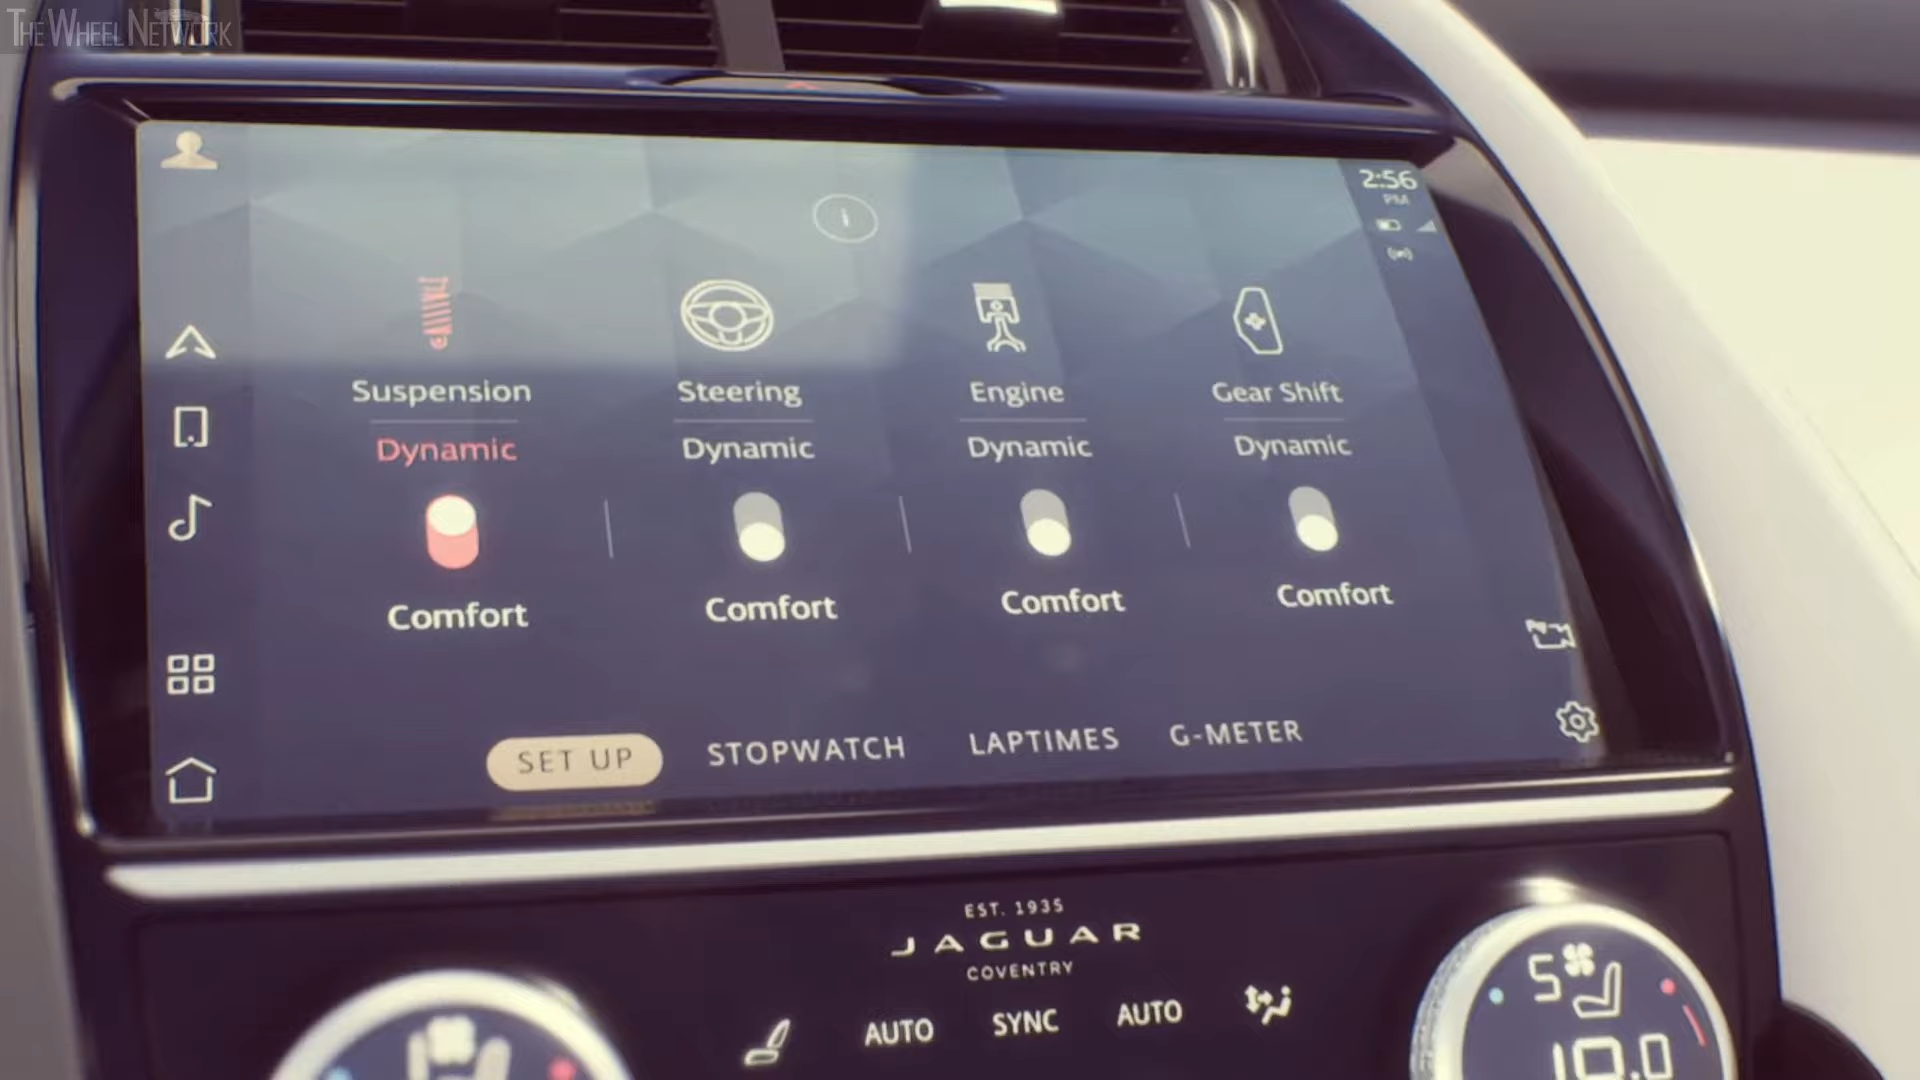 THE WHEEL NETWORK
2:56
PM
Suspension
Steering
Engine
Gear Shift
Dynamic
Dynamic
Dynamic
Dynamic
Comfort
Comfort
Comfort
Comfort
SET UP
STOPWATCH
LAPTIMES
G-METER
EST. 1935
JAGUAR
COVENTRY
AUTO
SYNC
AUTO
5